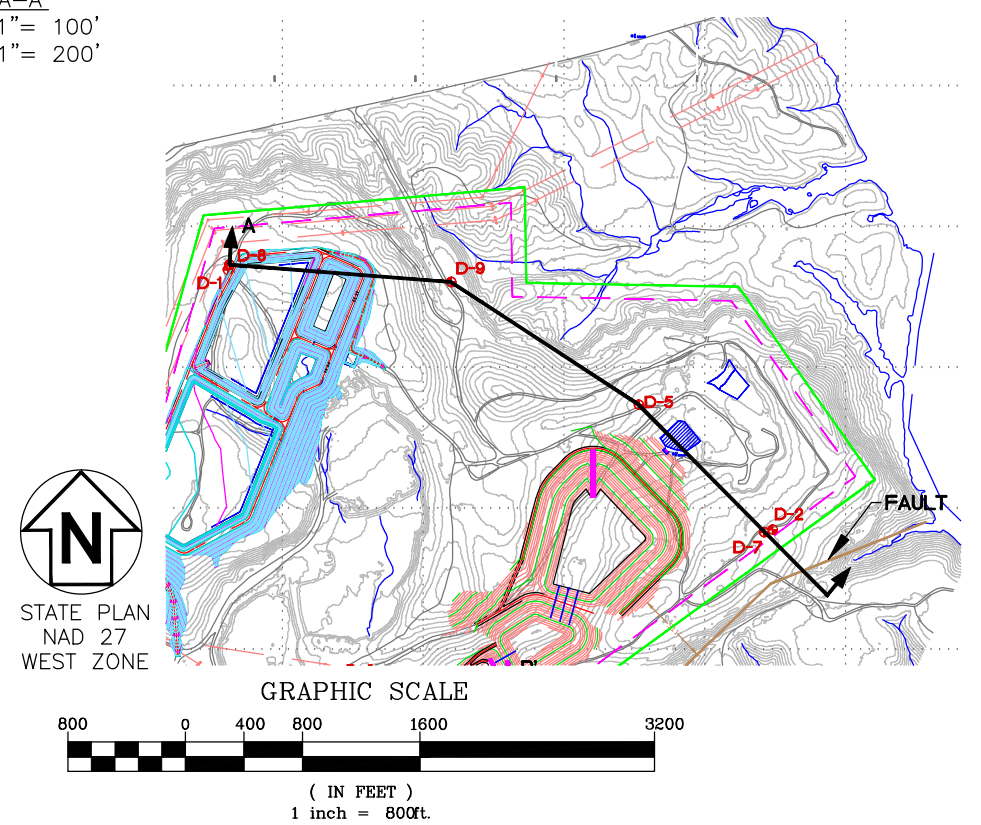 A-A
1"= 100'
1"= 200'
A
D-8
D-1
D-9
D-5
D-2
D-7
FAULT
N
STATE PLAN
NAD 27
WEST ZONE
GRAPHIC SCALE
800 0 400 800 1600 3200
( IN FEET )
1 inch = 800ft.